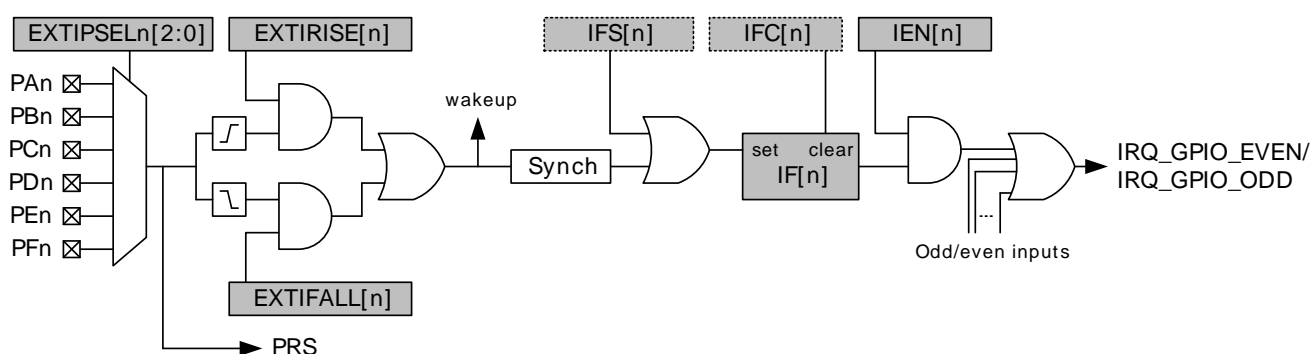 EXTIPSELn[2:0]
EXTIRISE[n]
IFS[n]
IFC[n]
IEN[n]
PAn
PBn
PCn
PDn
PEn
PFn
wakeup
Synch
set clear
IF[n]
IRQ_GPIO_EVEN/
IRQ_GPIO_ODD
...
Odd/even inputs
EXTIFALL[n]
PRS